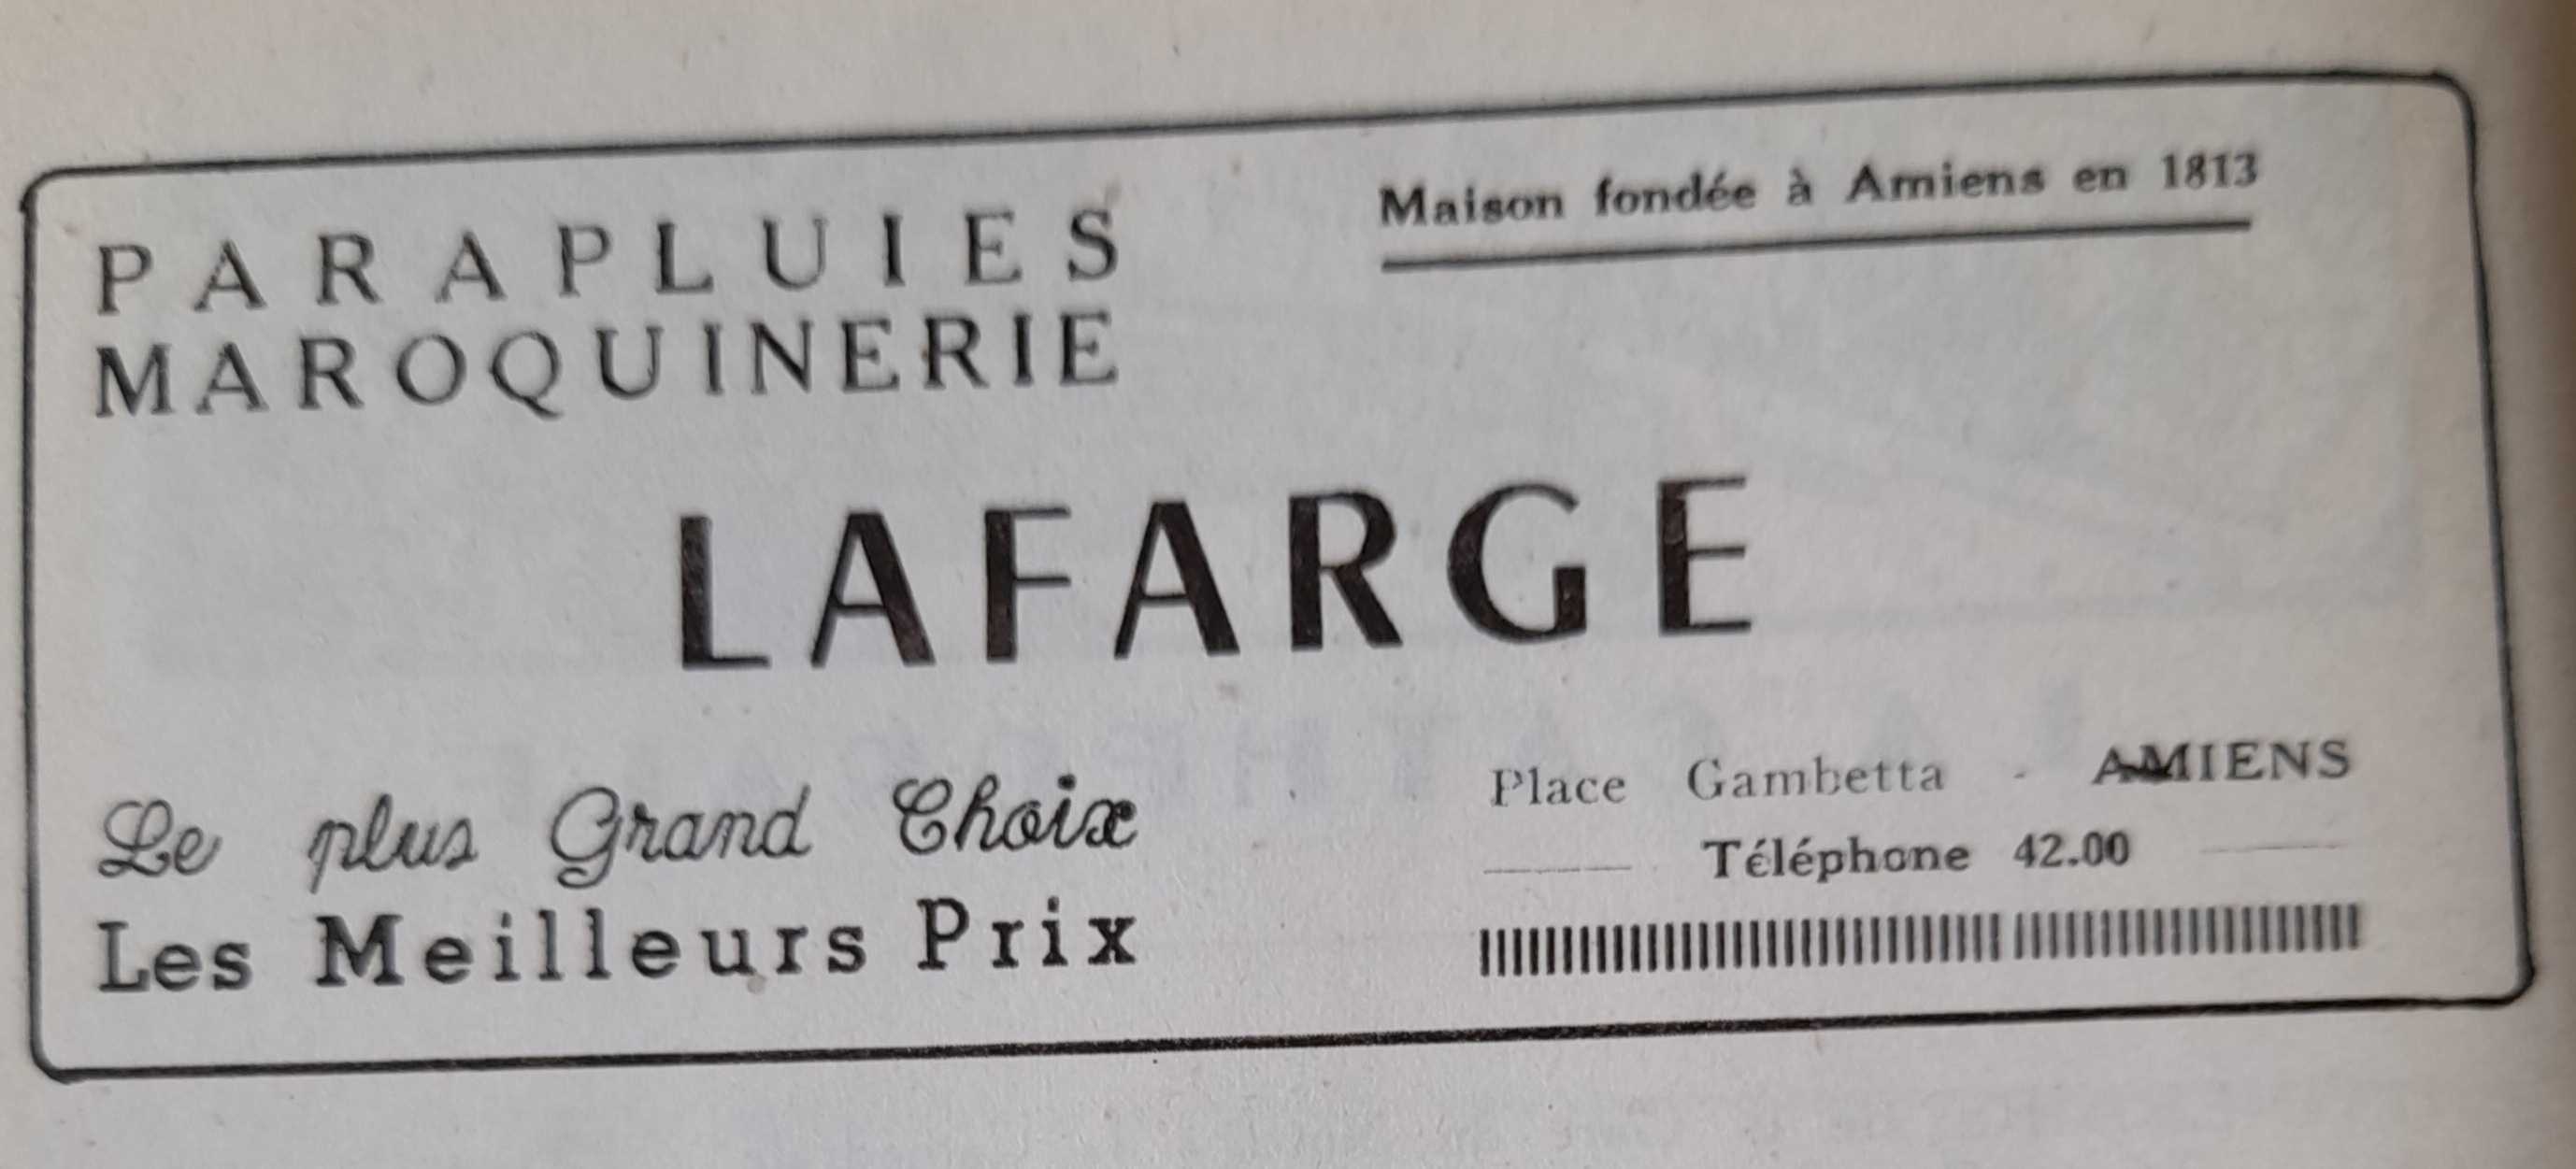 PARAPLUIES
MAROQUINERIE
Maison fondée à Amiens en 1813
LAFARGE
Le plus Grand Choix
Les Meilleurs Prix
Place Gambetta - AMIENS
Téléphone 42.00